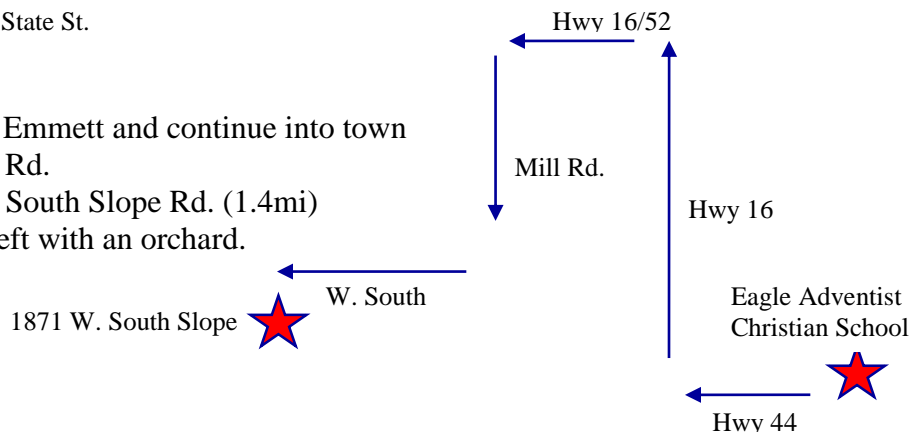 State St.
Hwy 16/52
Emmett and continue into town
Rd.
Mill Rd.
South Slope Rd. (1.4mi)
Hwy 16
eft with an orchard.
W. South
Eagle Adventist
Christian School
1871 W. South Slope
Hwy 44